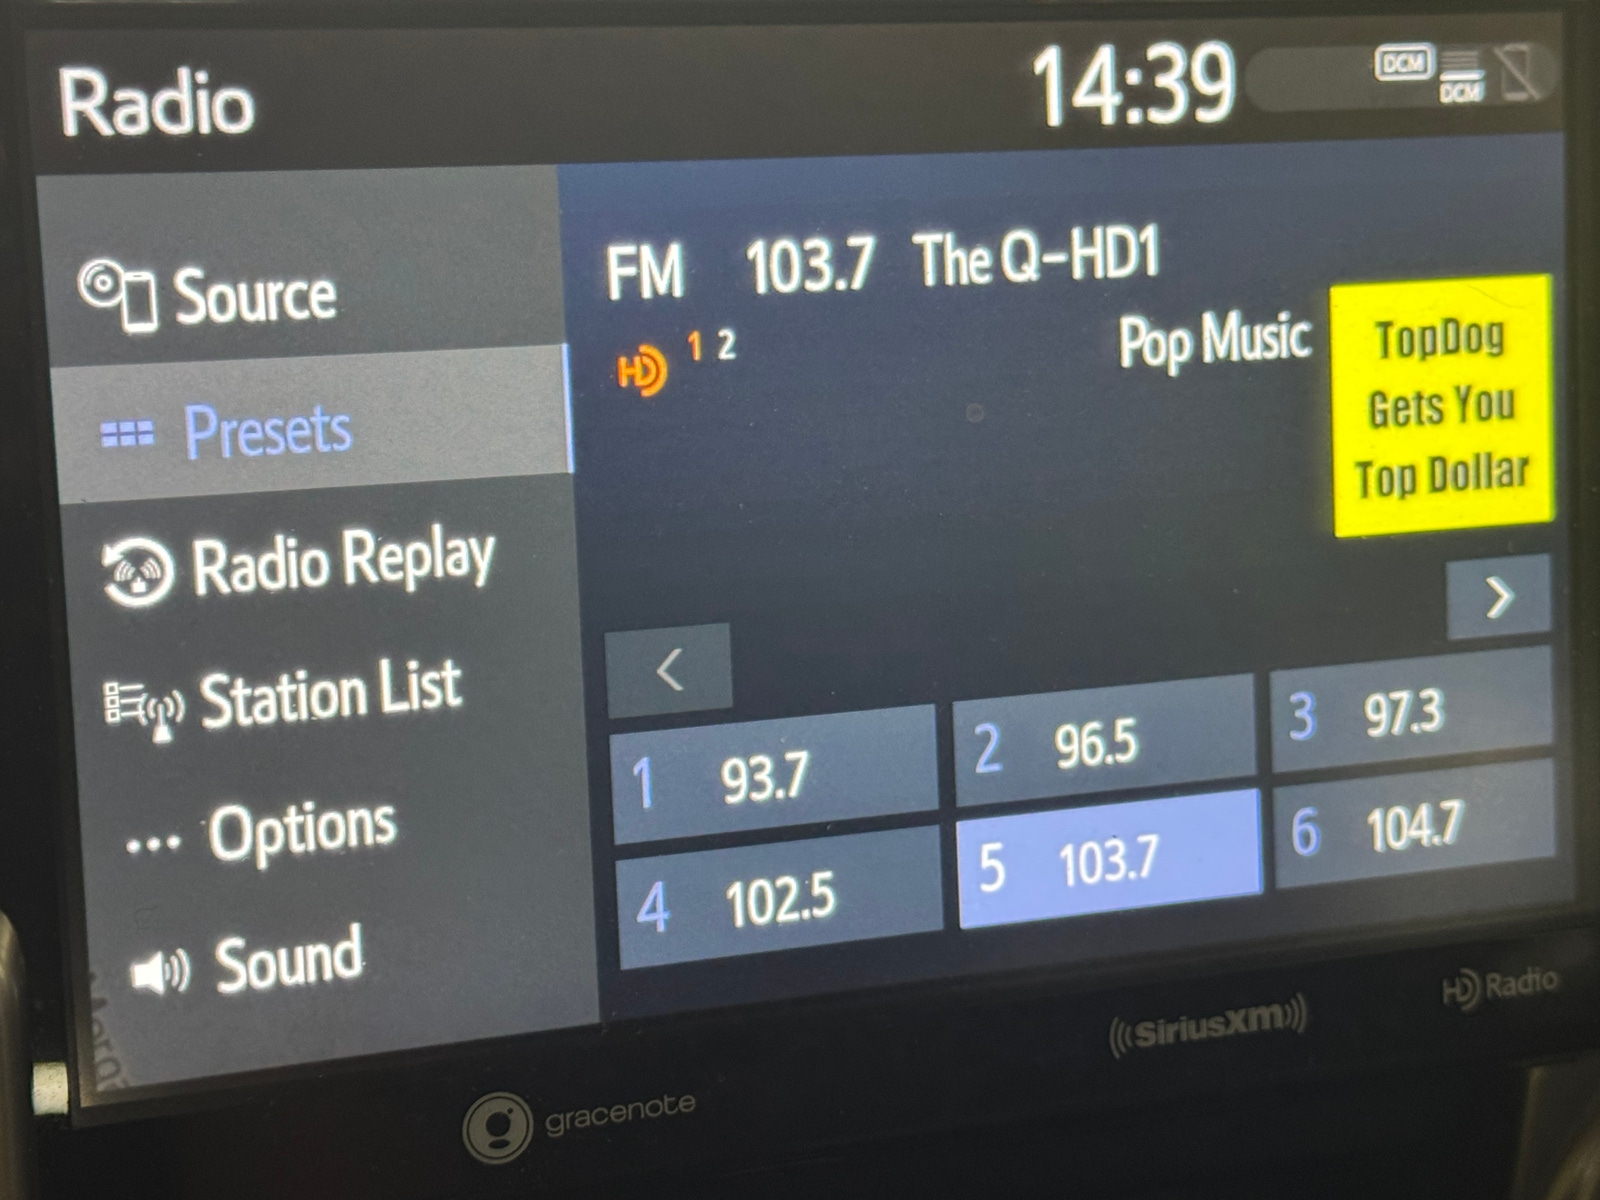 Radio
14:39
DCM
DCM
Source
Presets
Radio Replay
Station List
Options
Sound
FM 103.7 The Q-HD1
HD 1 2
Pop Music
TopDog
Gets You
Top Dollar
<
>
1 93.7
2 96.5
3 97.3
4 102.5
5 103.7
6 104.7
gracenote
((SiriusXM))
HD Radio